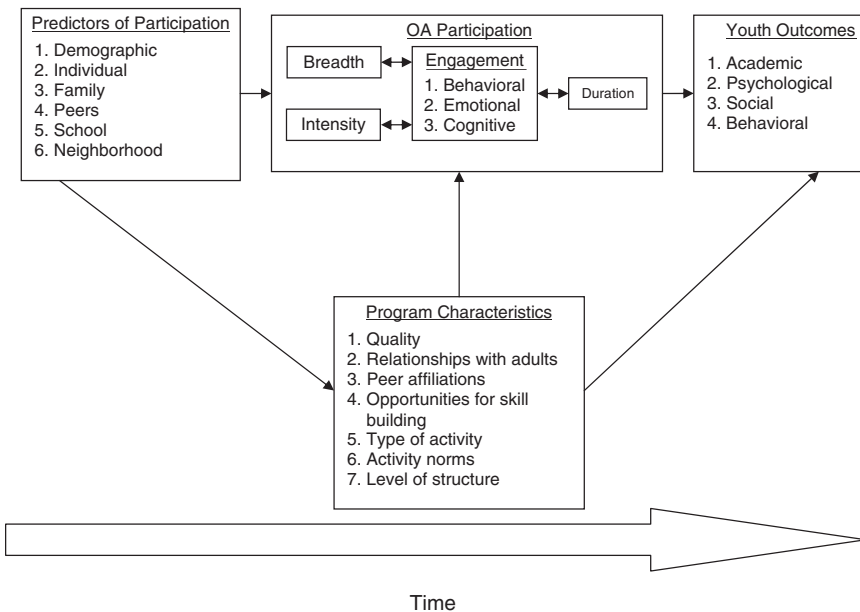 Predictors of Participation
1. Demographic
2. Individual
3. Family
4. Peers
5. School
6. Neighborhood
OA Participation
Breadth
Intensity
Engagement
1. Behavioral
2. Emotional
3. Cognitive
Duration
Youth Outcomes
1. Academic
2. Psychological
3. Social
4. Behavioral
Program Characteristics
1. Quality
2. Relationships with adults
3. Peer affiliations
4. Opportunities for skill
building
5. Type of activity
6. Activity norms
7. Level of structure
Time